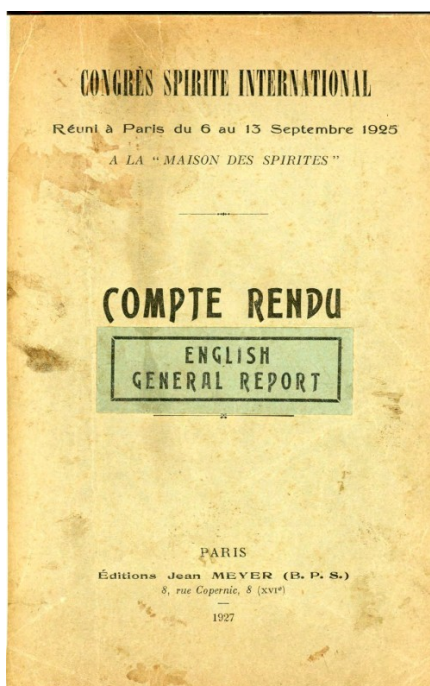 CONGRÈS SPIRITE INTERNATIONAL
Réuni à Paris du 6 au 13 Septembre 1925
A LA "MAISON DES SPIRITES"
COMPTE RENDU
ENGLISH
GENERAL REPORT
PARIS
Éditions Jean MEYER (B. P. S.)
8, rue Copernic, 8 (XVIᵉ)
1927